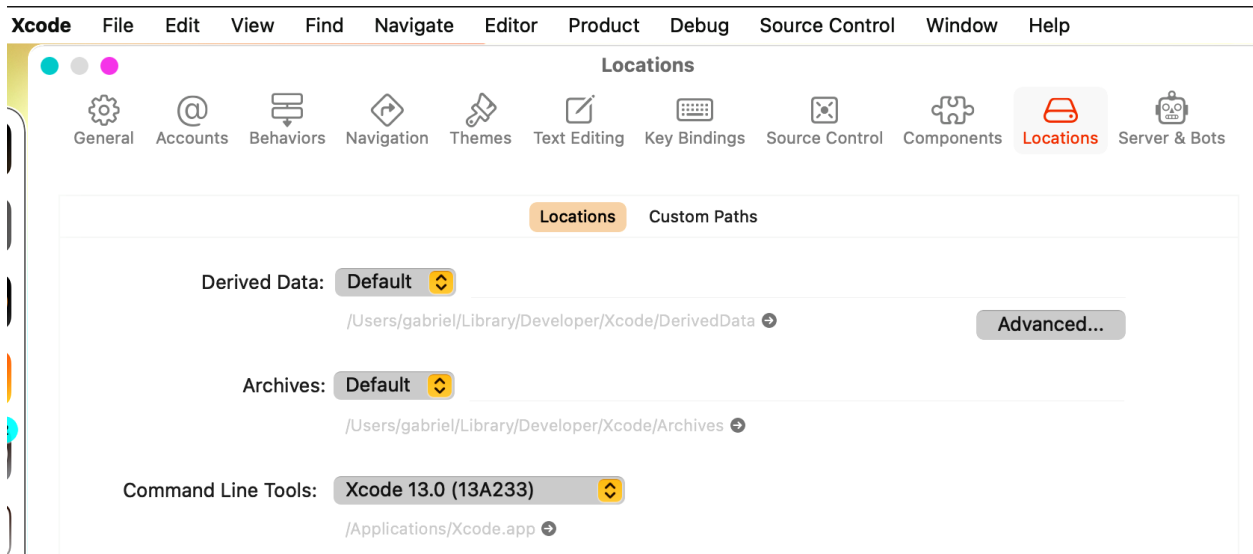 Xcode File Edit View Find Navigate Editor Product Debug Source Control Window Help
Locations
General Accounts Behaviors Navigation Themes Text Editing Key Bindings Source Control Components Locations Server & Bots
Locations Custom Paths
Derived Data: Default
/Users/gabriel/Library/Developer/Xcode/DerivedData
Advanced...
Archives: Default
/Users/gabriel/Library/Developer/Xcode/Archives
Command Line Tools: Xcode 13.0 (13A233)
/Applications/Xcode.app